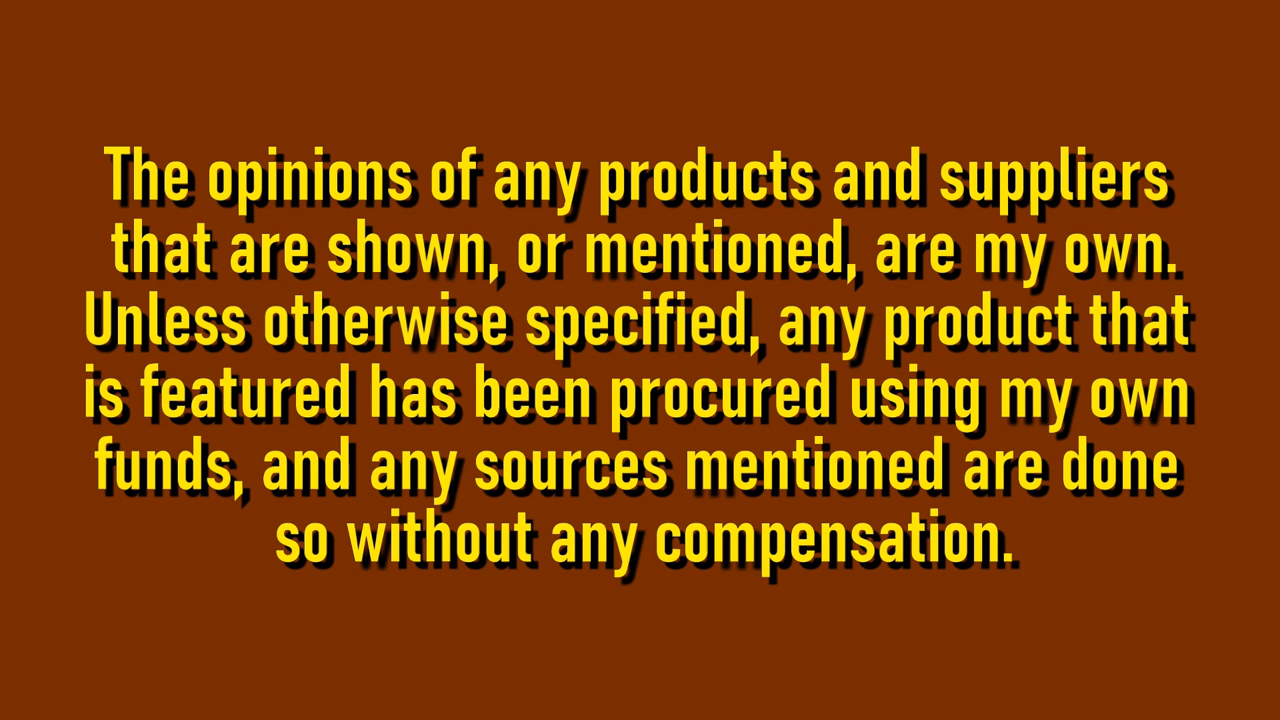 The opinions of any products and suppliers
that are shown, or mentioned, are my own.
Unless otherwise specified, any product that
is featured has been procured using my own
funds, and any sources mentioned are done
so without any compensation.